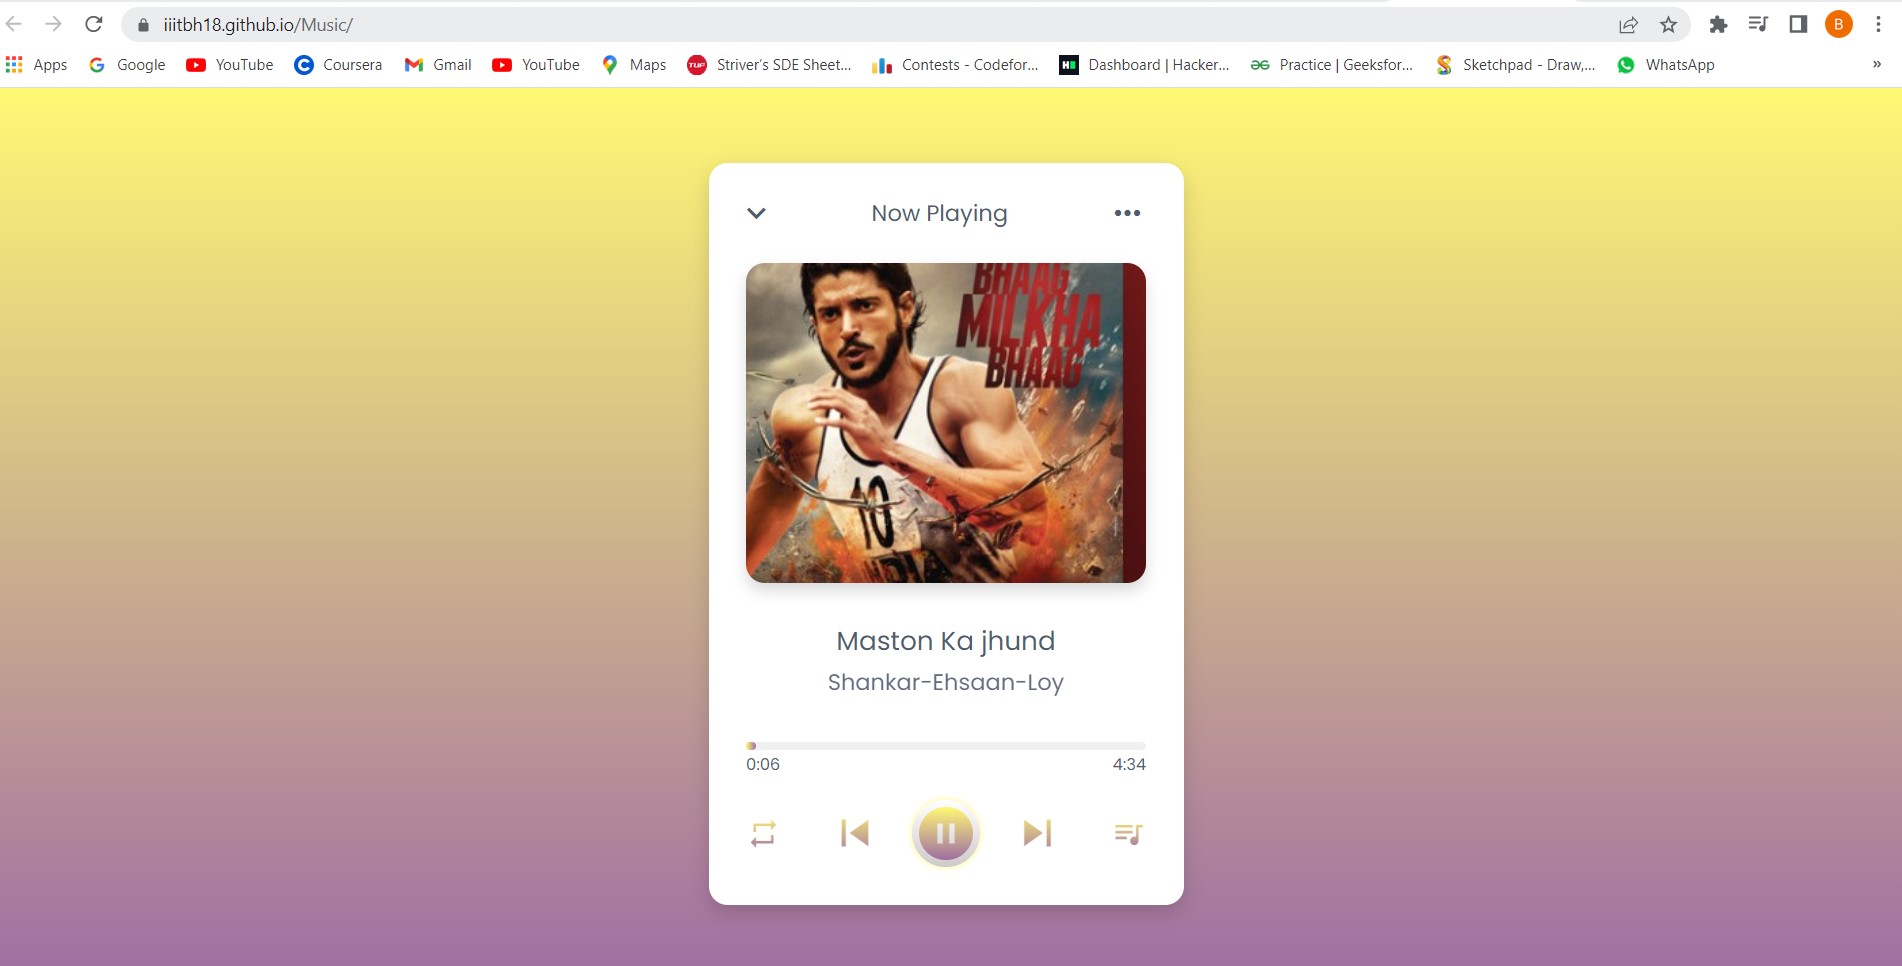 iiitbh18.github.io/Music/
B
Apps Google YouTube Coursera Gmail YouTube Maps TUF Striver's SDE Sheet... Contests - Codefor... H Dashboard | Hacker... Practice | Geeksfor... Sketchpad - Draw,... WhatsApp »
Now Playing
BHAAG
MILKHA
BHAAG
10
Maston Ka jhund
Shankar-Ehsaan-Loy
0:06 4:34